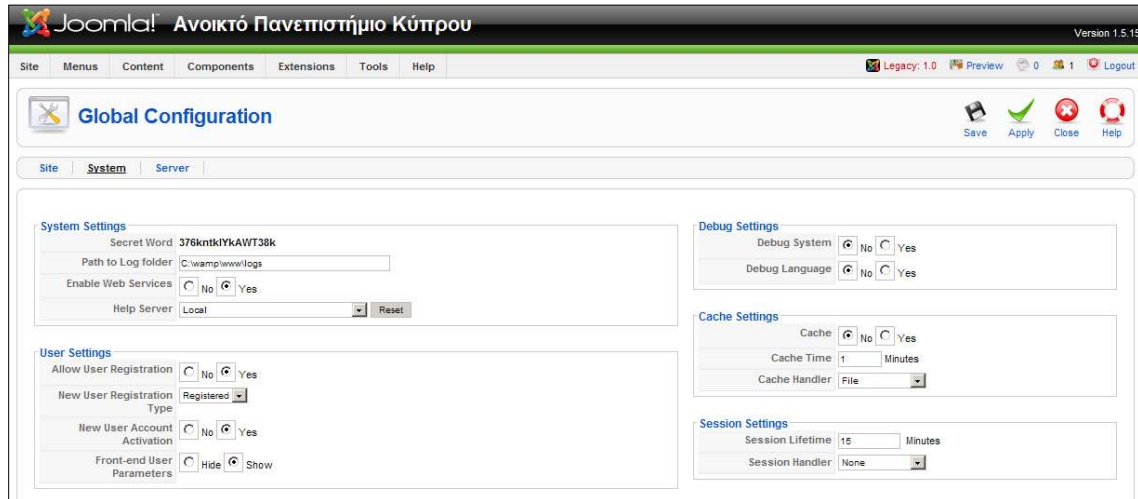 Joomla! Ανοικτό Πανεπιστήμιο Κύπρου
Version 1.5.15
Site Menus Content Components Extensions Tools Help Legacy: 1.0 Preview 0 1 Logout
Global Configuration
Save Apply Close Help
Site System Server
System Settings
Secret Word 376kntklYkAWT38k
Path to Log folder C:\wamp\www\logs
Enable Web Services No Yes
Help Server Local Reset
User Settings
Allow User Registration No Yes
New User Registration Type Registered
New User Account Activation No Yes
Front-end User Parameters Hide Show
Debug Settings
Debug System No Yes
Debug Language No Yes
Cache Settings
Cache No Yes
Cache Time 1 Minutes
Cache Handler File
Session Settings
Session Lifetime 15 Minutes
Session Handler None